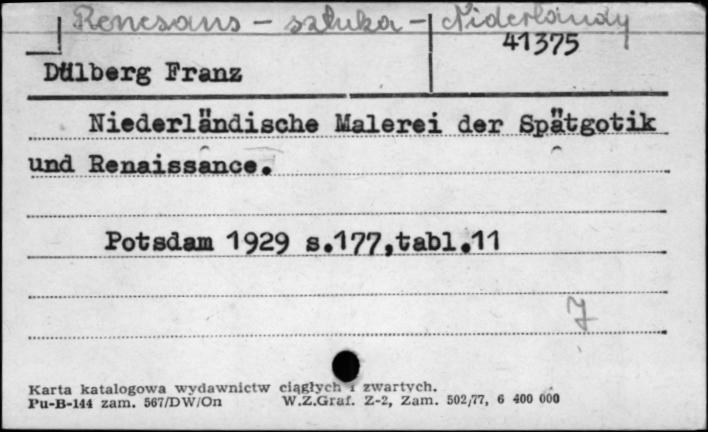 Renesans - sztuka - Niderlandy
41375
Dülberg Franz
Niederländische Malerei der Spätgotik
und Renaissance.
Potsdam 1929 s.177,tabl.11
7
Karta katalogowa wydawnictw ciągłych i zwartych.
Pu-B-144 zam. 567/DW/On W.Z.Graf. Z-2, Zam. 502/77, 6 400 000